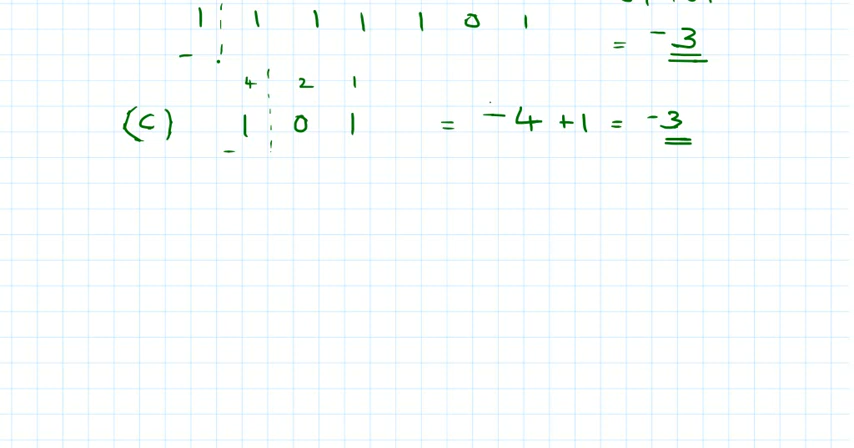 1 1 1 1 1 0 1
= -3
-
4 2 1
(C) 1 0 1 = -4 +1 = -3
-